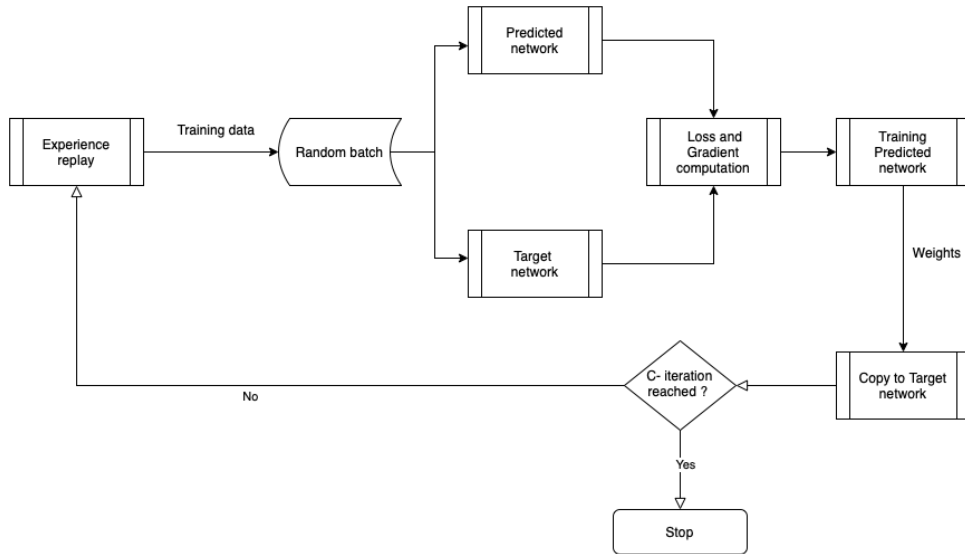 Predicted
network
Experience
replay
Training data
Random batch
Loss and
Gradient
computation
Training
Predicted
network
Target
network
Weights
C- iteration
reached ?
Copy to Target
network
No
Yes
Stop